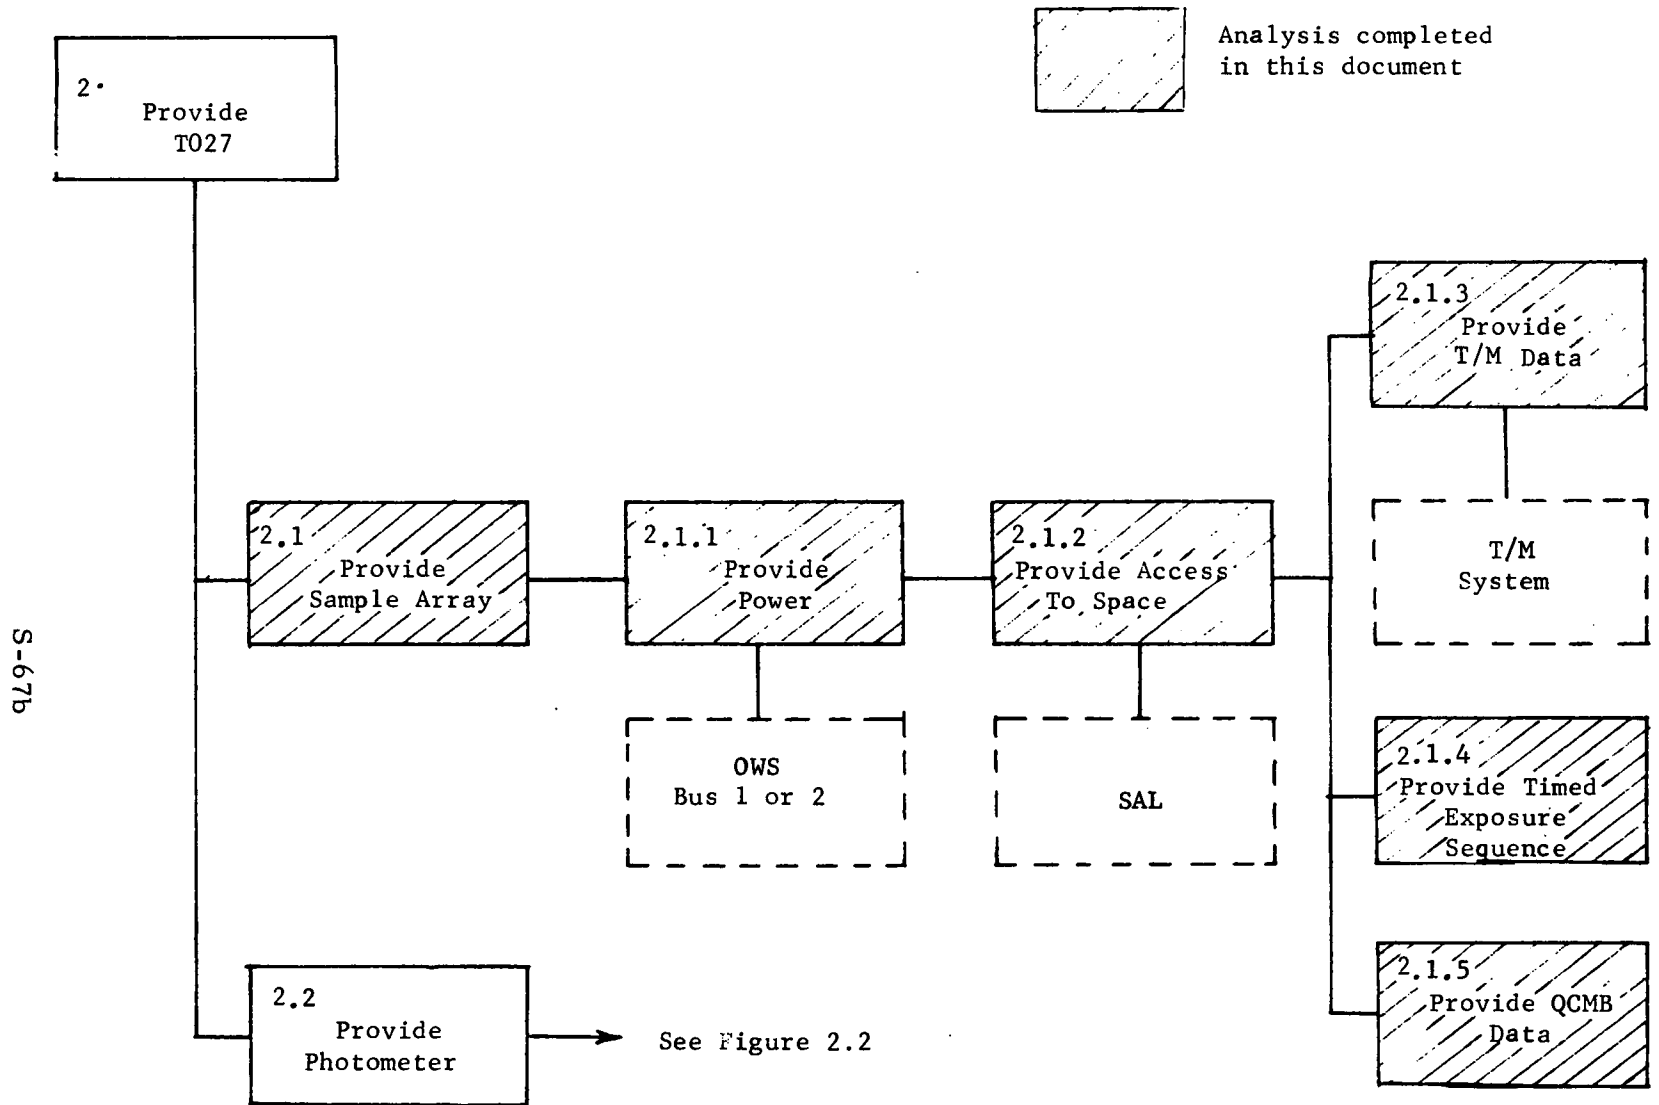 Analysis completed
in this document
2.
Provide
T027
2.1.3
Provide
T/M Data
2.1
Provide
Sample Array
2.1.1
Provide
Power
2.1.2
Provide Access
To Space
T/M
System
S-67b
OWS
Bus 1 or 2
SAL
2.1.4
Provide Timed
Exposure
Sequence
2.1.5
Provide QCMB
Data
2.2
Provide
Photometer
See Figure 2.2